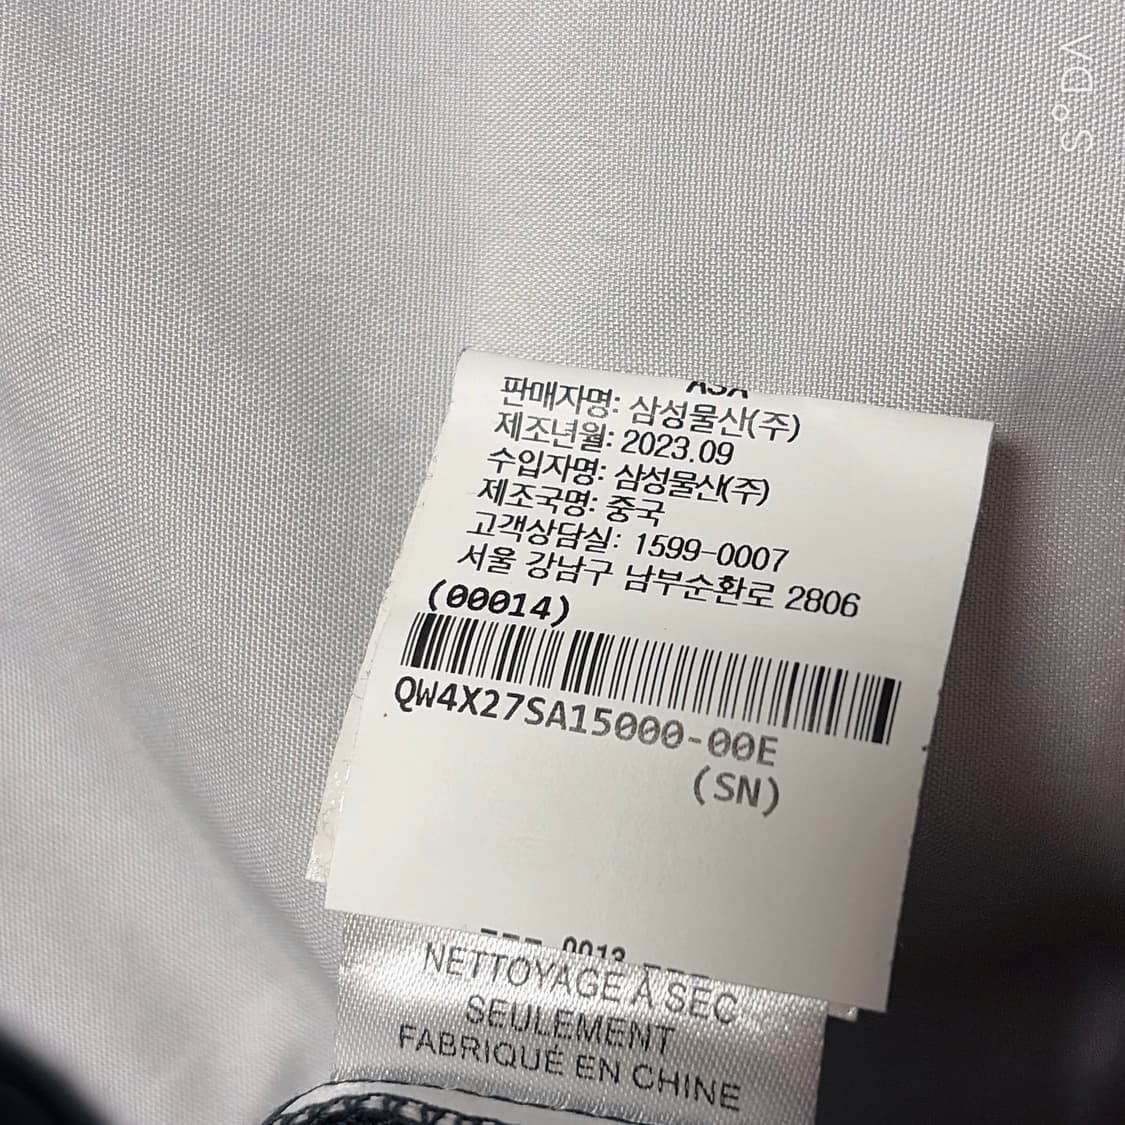 판매자명: 삼성물산(주)
제조년월: 2023.09
수입자명: 삼성물산(주)
제조국명: 중국
고객상담실: 1599-0007
서울 강남구 남부순환로 2806
(00014)
QW4X27SA15000-00E
(SN)
--- 0013 ---
NETTOYAGE À SEC
SEULEMENT
FABRIQUÉ EN CHINE